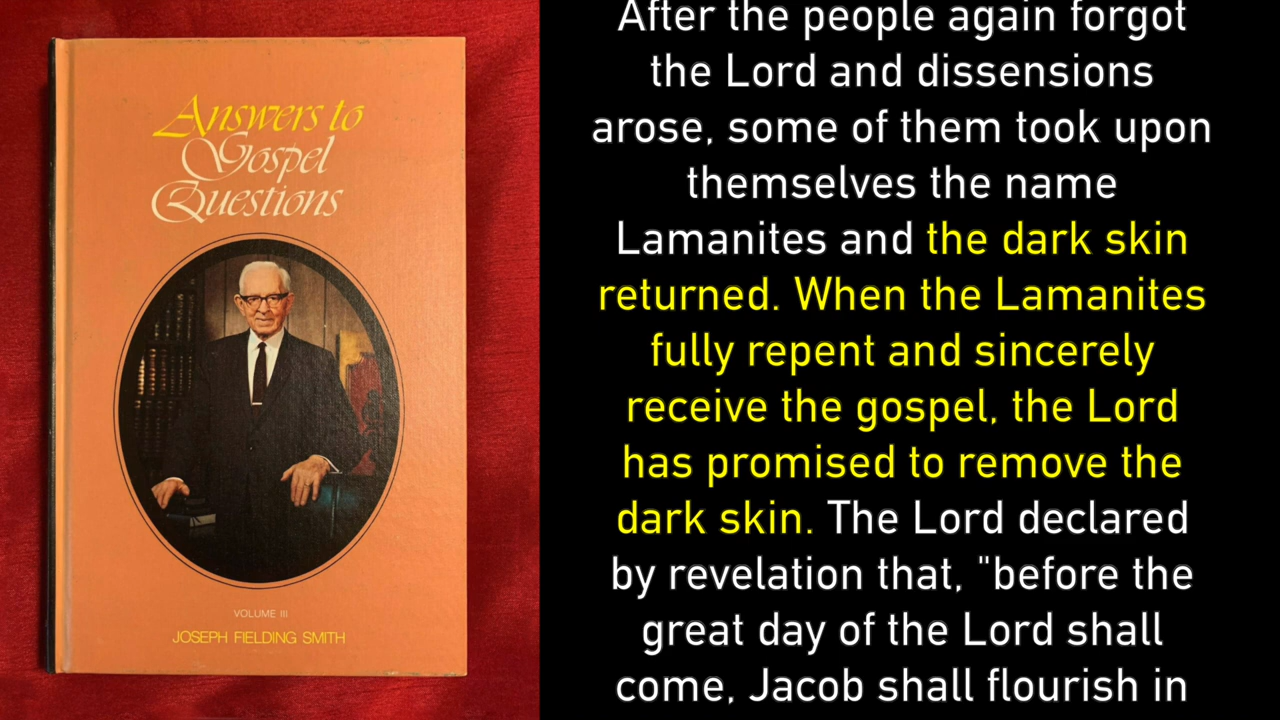 Answers to
Gospel
Questions
VOLUME III
JOSEPH FIELDING SMITH
After the people again forgot
the Lord and dissensions
arose, some of them took upon
themselves the name
Lamanites and the dark skin
returned. When the Lamanites
fully repent and sincerely
receive the gospel, the Lord
has promised to remove the
dark skin. The Lord declared
by revelation that, "before the
great day of the Lord shall
come, Jacob shall flourish in